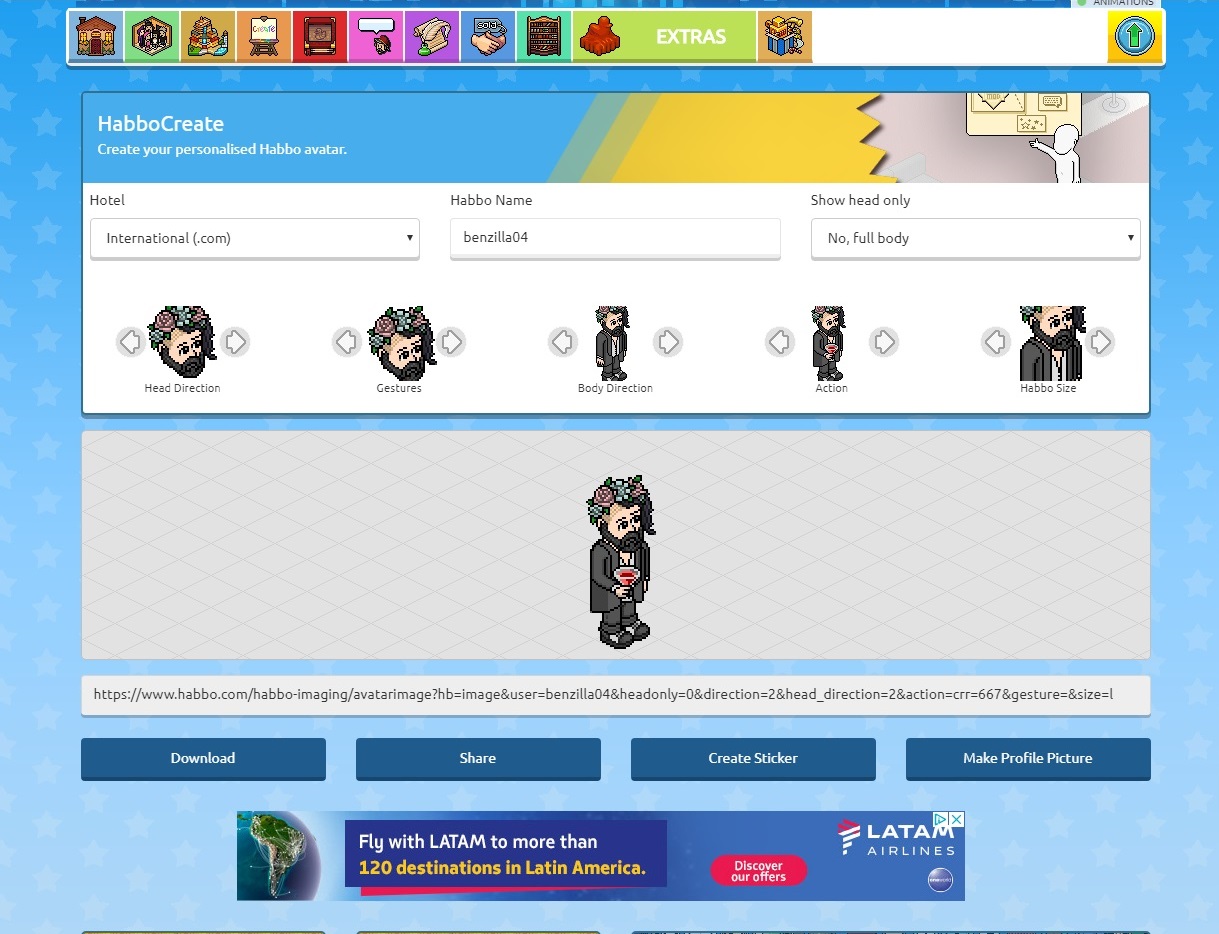 ANIMATIONS
Create
SOLD
EXTRAS
HabboCreate
Create your personalised Habbo avatar.
Hotel
Habbo Name
Show head only
International (.com)
benzilla04
No, full body
Head Direction
Gestures
Body Direction
Action
Habbo Size
https://www.habbo.com/habbo-imaging/avatarimage?hb=image&user=benzilla04&headonly=0&direction=2&head_direction=2&action=crr=667&gesture=&size=l
Download
Share
Create Sticker
Make Profile Picture
Fly with LATAM to more than
120 destinations in Latin America.
Discover
our offers
LATAM
AIRLINES
oneworld